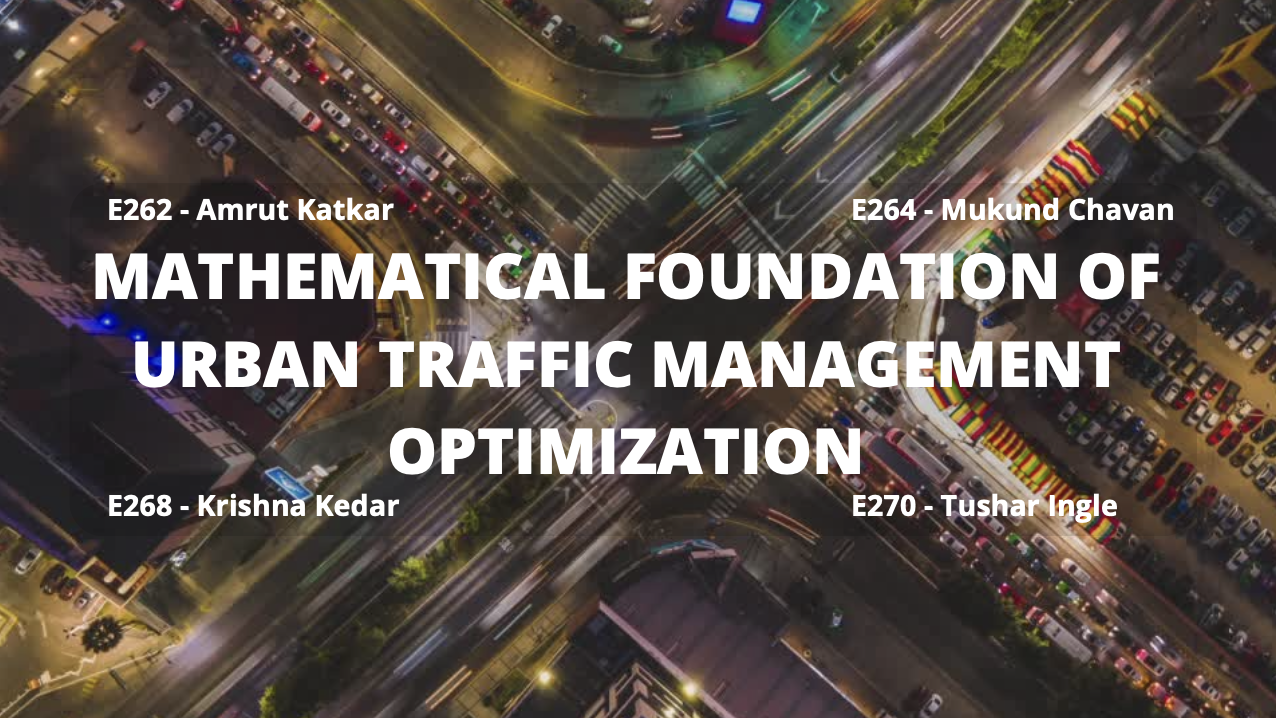 E262 - Amrut Katkar
E264 - Mukund Chavan
MATHEMATICAL FOUNDATION OF
URBAN TRAFFIC MANAGEMENT
OPTIMIZATION
E268 - Krishna Kedar
E270 - Tushar Ingle